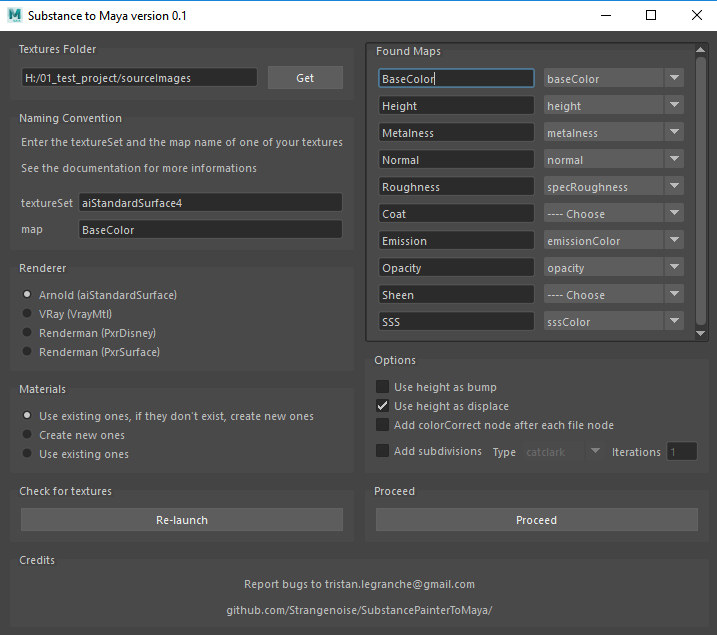 Substance to Maya version 0.1
Textures Folder
H:/01_test_project/sourceImages
Get
Naming Convention
Enter the textureSet and the map name of one of your textures
See the documentation for more informations
textureSet aiStandardSurface4
map BaseColor
Renderer
Arnold (aiStandardSurface)
VRay (VrayMtl)
Renderman (PxrDisney)
Renderman (PxrSurface)
Materials
Use existing ones, if they don't exist, create new ones
Create new ones
Use existing ones
Check for textures
Re-launch
Found Maps
BaseColor baseColor
Height height
Metalness metalness
Normal normal
Roughness specRoughness
Coat ---- Choose
Emission emissionColor
Opacity opacity
Sheen ---- Choose
SSS sssColor
Options
Use height as bump
Use height as displace
Add colorCorrect node after each file node
Add subdivisions Type catclark Iterations 1
Proceed
Proceed
Credits
Report bugs to tristan.legranche@gmail.com
github.com/Strangenoise/SubstancePainterToMaya/